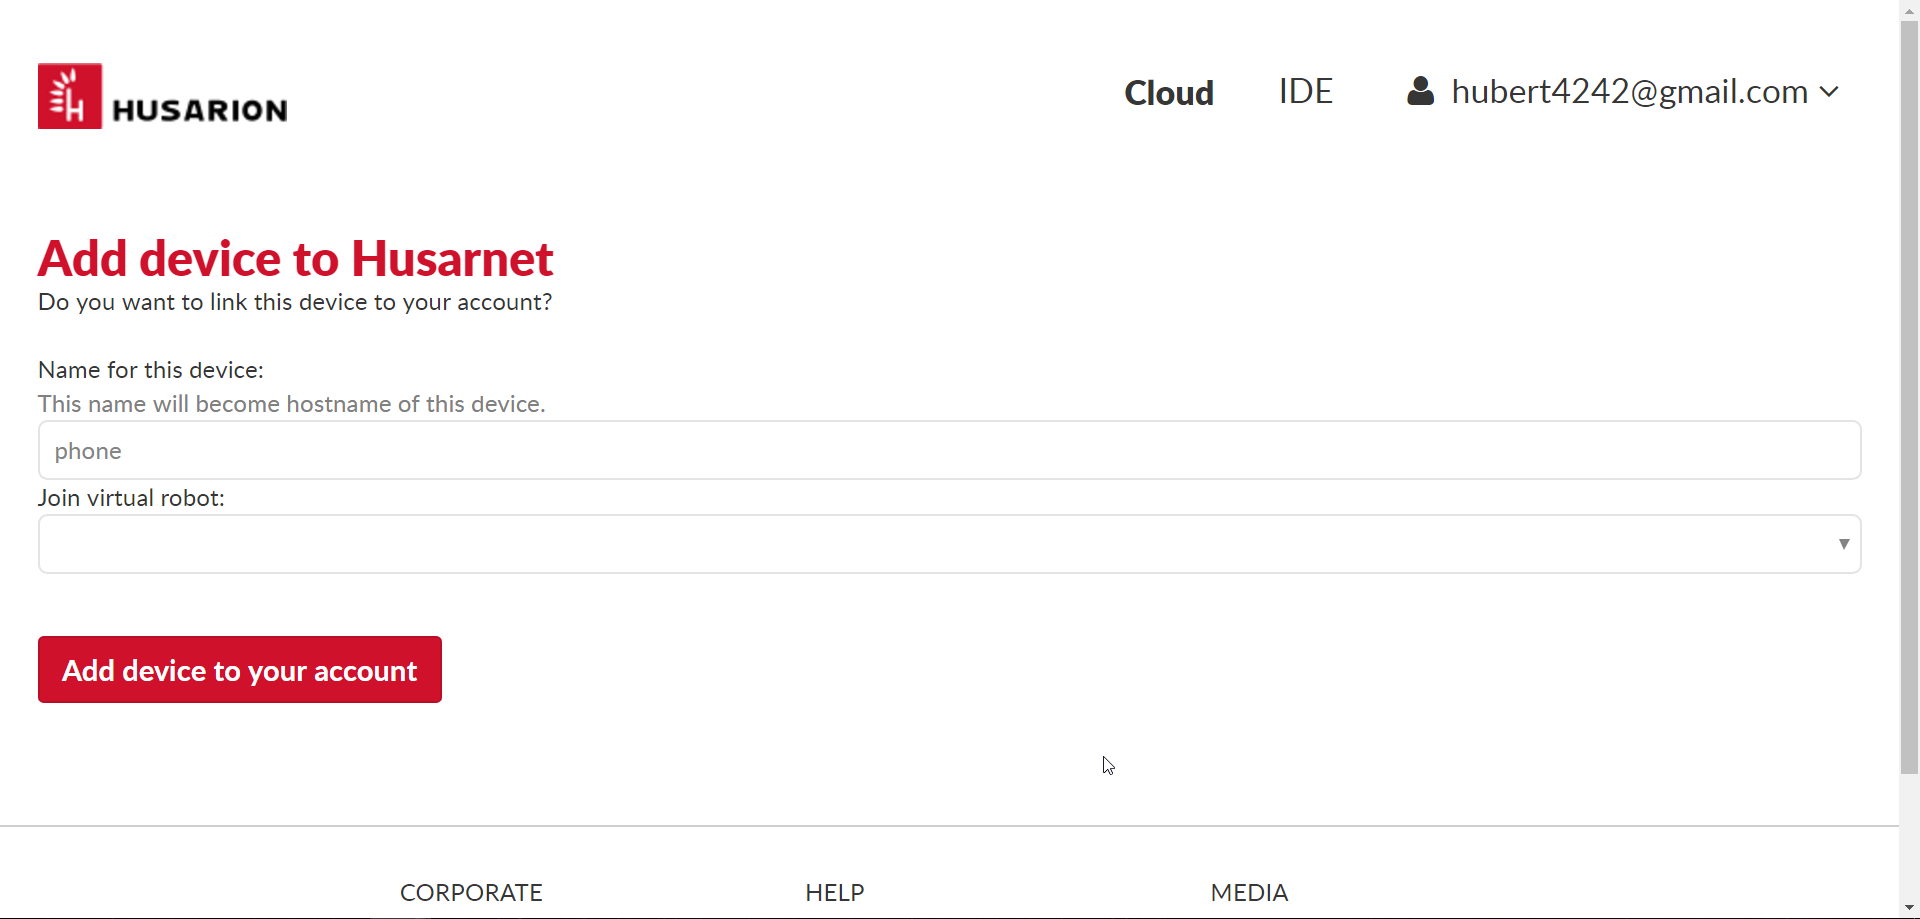 HUSARION
Cloud
IDE
hubert4242@gmail.com
Add device to Husarnet
Do you want to link this device to your account?
Name for this device:
This name will become hostname of this device.
phone
Join virtual robot:
Add device to your account
CORPORATE
HELP
MEDIA